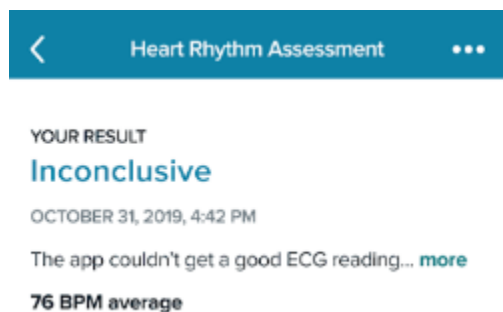 Heart Rhythm Assessment
YOUR RESULT
Inconclusive
OCTOBER 31, 2019, 4:42 PM
The app couldn't get a good ECG reading... more
76 BPM average